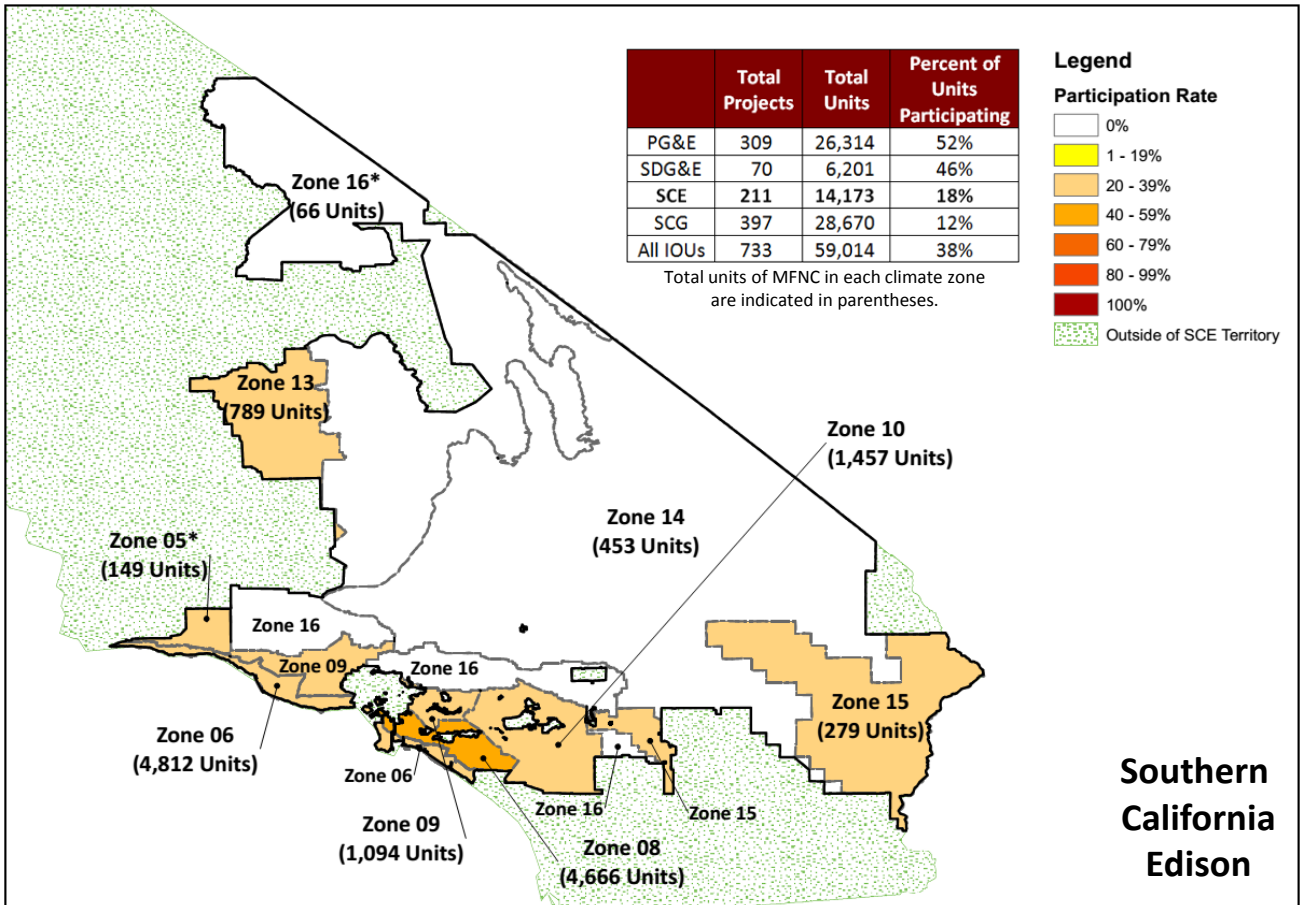 Total Projects Total Units Percent of Units Participating
PG&E 309 26,314 52%
SDG&E 70 6,201 46%
SCE 211 14,173 18%
SCG 397 28,670 12%
All IOUs 733 59,014 38%
Total units of MFNC in each climate zone
are indicated in parentheses.
Legend
Participation Rate
0%
1 - 19%
20 - 39%
40 - 59%
60 - 79%
80 - 99%
100%
Outside of SCE Territory
Zone 16*
(66 Units)
Zone 13
(789 Units)
Zone 10
(1,457 Units)
Zone 14
(453 Units)
Zone 05*
(149 Units)
Zone 16
Zone 09
Zone 16
Zone 15
(279 Units)
Zone 06
(4,812 Units)
Zone 06
Zone 16
Zone 15
Zone 09
(1,094 Units)
Zone 08
(4,666 Units)
Southern
California
Edison